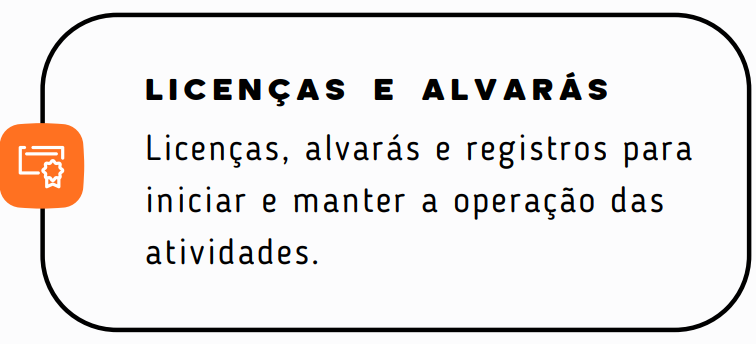 LICENÇAS E ALVARÁS
Licenças, alvarás e registros para
iniciar e manter a operação das
atividades.